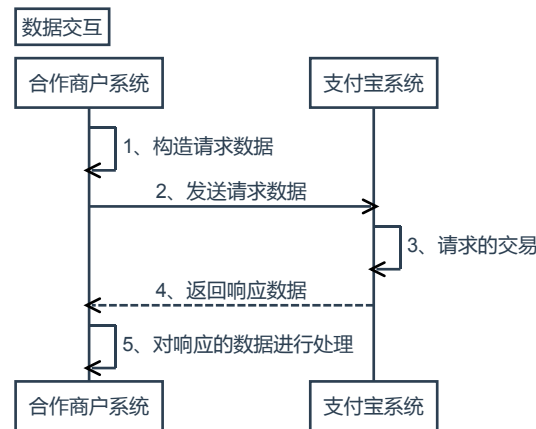 数据交互
合作商户系统
支付宝系统
1、构造请求数据
2、发送请求数据
3、请求的交易
4、返回响应数据
5、对响应的数据进行处理
合作商户系统
支付宝系统